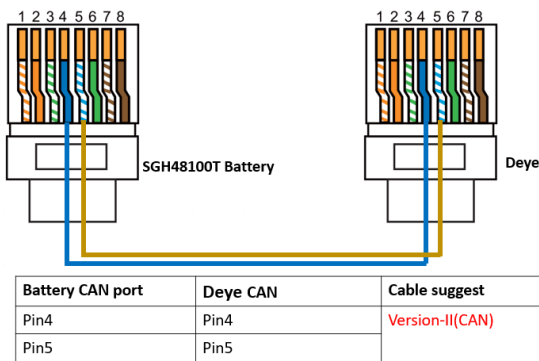 1 2 3 4 5 6 7 8
1 2 3 4 5 6 7 8
SGH48100T Battery
Deye
Battery CAN port Deye CAN Cable suggest
Pin4 Pin4 Version-II(CAN)
Pin5 Pin5